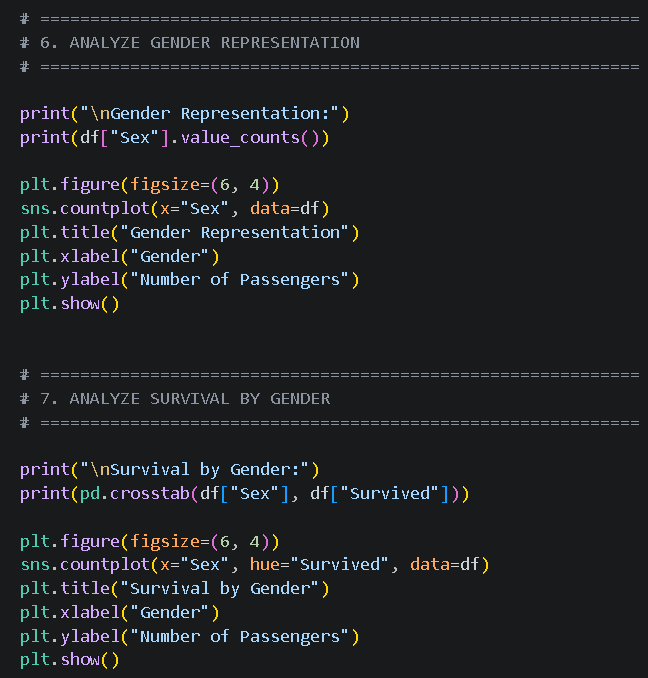 # ============================================================
# 6. ANALYZE GENDER REPRESENTATION
# ============================================================
print("\nGender Representation:")
print(df["Sex"].value_counts())
plt.figure(figsize=(6, 4))
sns.countplot(x="Sex", data=df)
plt.title("Gender Representation")
plt.xlabel("Gender")
plt.ylabel("Number of Passengers")
plt.show()
# ============================================================
# 7. ANALYZE SURVIVAL BY GENDER
# ============================================================
print("\nSurvival by Gender:")
print(pd.crosstab(df["Sex"], df["Survived"]))
plt.figure(figsize=(6, 4))
sns.countplot(x="Sex", hue="Survived", data=df)
plt.title("Survival by Gender")
plt.xlabel("Gender")
plt.ylabel("Number of Passengers")
plt.show()